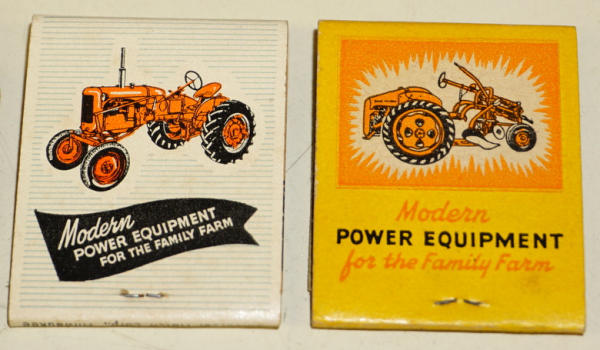 Modern
POWER EQUIPMENT
FOR THE FAMILY FARM
Modern
POWER EQUIPMENT
for the Family Farm